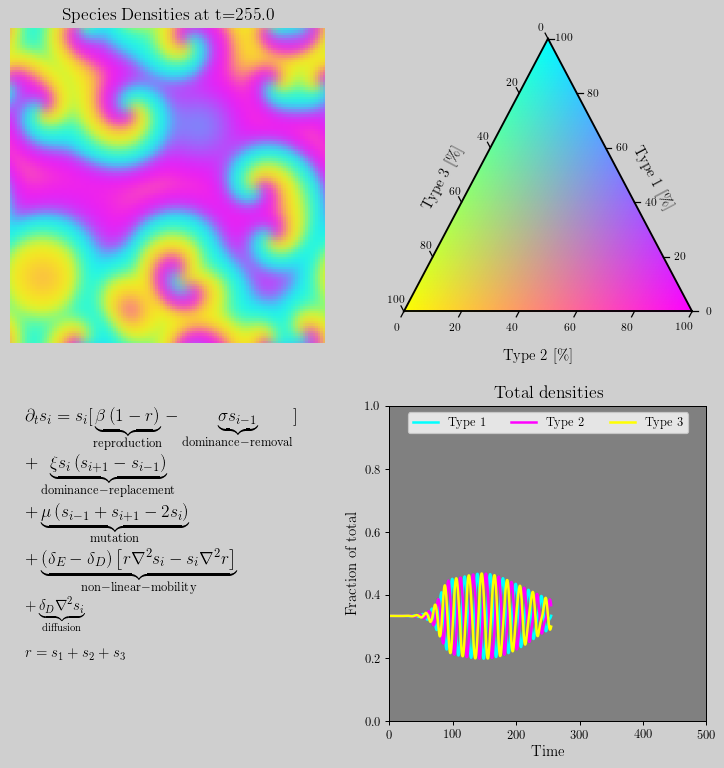 Species Densities at t=255.0
0
100
20
80
40
60
60
40
80
20
100
0
Type 3 [%]
Type 1 [%]
0 20 40 60 80 100
Type 2 [%]
∂ₜsᵢ = sᵢ[ β (1 − r) − σsᵢ₋₁ ]
reproduction dominance−removal
+ ξsᵢ (sᵢ₊₁ − sᵢ₋₁)
dominance−replacement
+ μ (sᵢ₋₁ + sᵢ₊₁ − 2sᵢ)
mutation
+ (δ_E − δ_D) [r∇²sᵢ − sᵢ∇²r]
non−linear−mobility
+ δ_D∇²sᵢ
diffusion
r = s₁ + s₂ + s₃
Total densities
Type 1 Type 2 Type 3
1.0
0.8
0.6
0.4
0.2
0.0
Fraction of total
0 100 200 300 400 500
Time